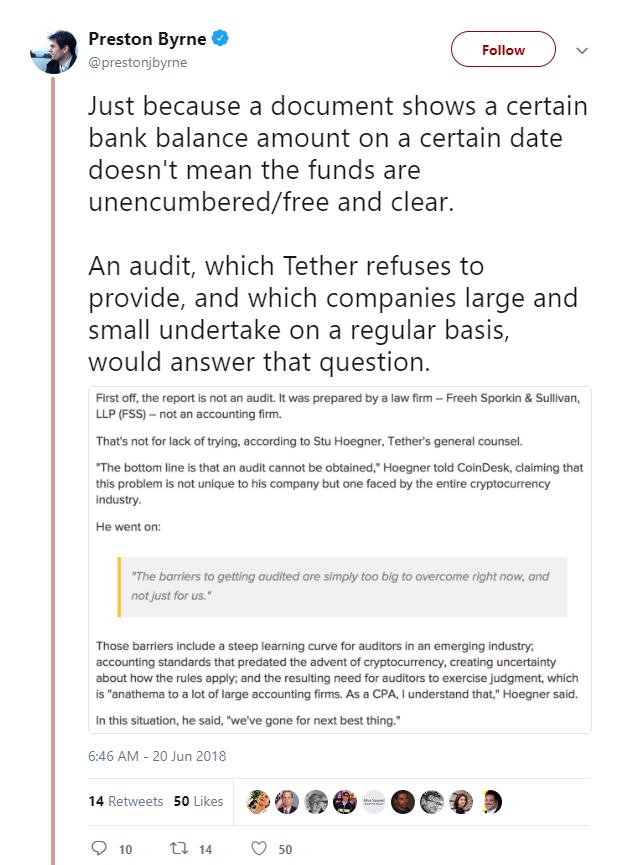 Preston Byrne
@prestonjbyrne
Follow
Just because a document shows a certain
bank balance amount on a certain date
doesn't mean the funds are
unencumbered/free and clear.
An audit, which Tether refuses to
provide, and which companies large and
small undertake on a regular basis,
would answer that question.
First off, the report is not an audit. It was prepared by a law firm – Freeh Sporkin & Sullivan,
LLP (FSS) – not an accounting firm.
That's not for lack of trying, according to Stu Hoegner, Tether's general counsel.
"The bottom line is that an audit cannot be obtained," Hoegner told CoinDesk, claiming that
this problem is not unique to his company but one faced by the entire cryptocurrency
industry.
He went on:
"The barriers to getting audited are simply too big to overcome right now, and
not just for us."
Those barriers include a steep learning curve for auditors in an emerging industry;
accounting standards that predated the advent of cryptocurrency, creating uncertainty
about how the rules apply; and the resulting need for auditors to exercise judgment, which
is "anathema to a lot of large accounting firms. As a CPA, I understand that," Hoegner said.
In this situation, he said, "we've gone for next best thing."
6:46 AM - 20 Jun 2018
14 Retweets 50 Likes
10 14 50